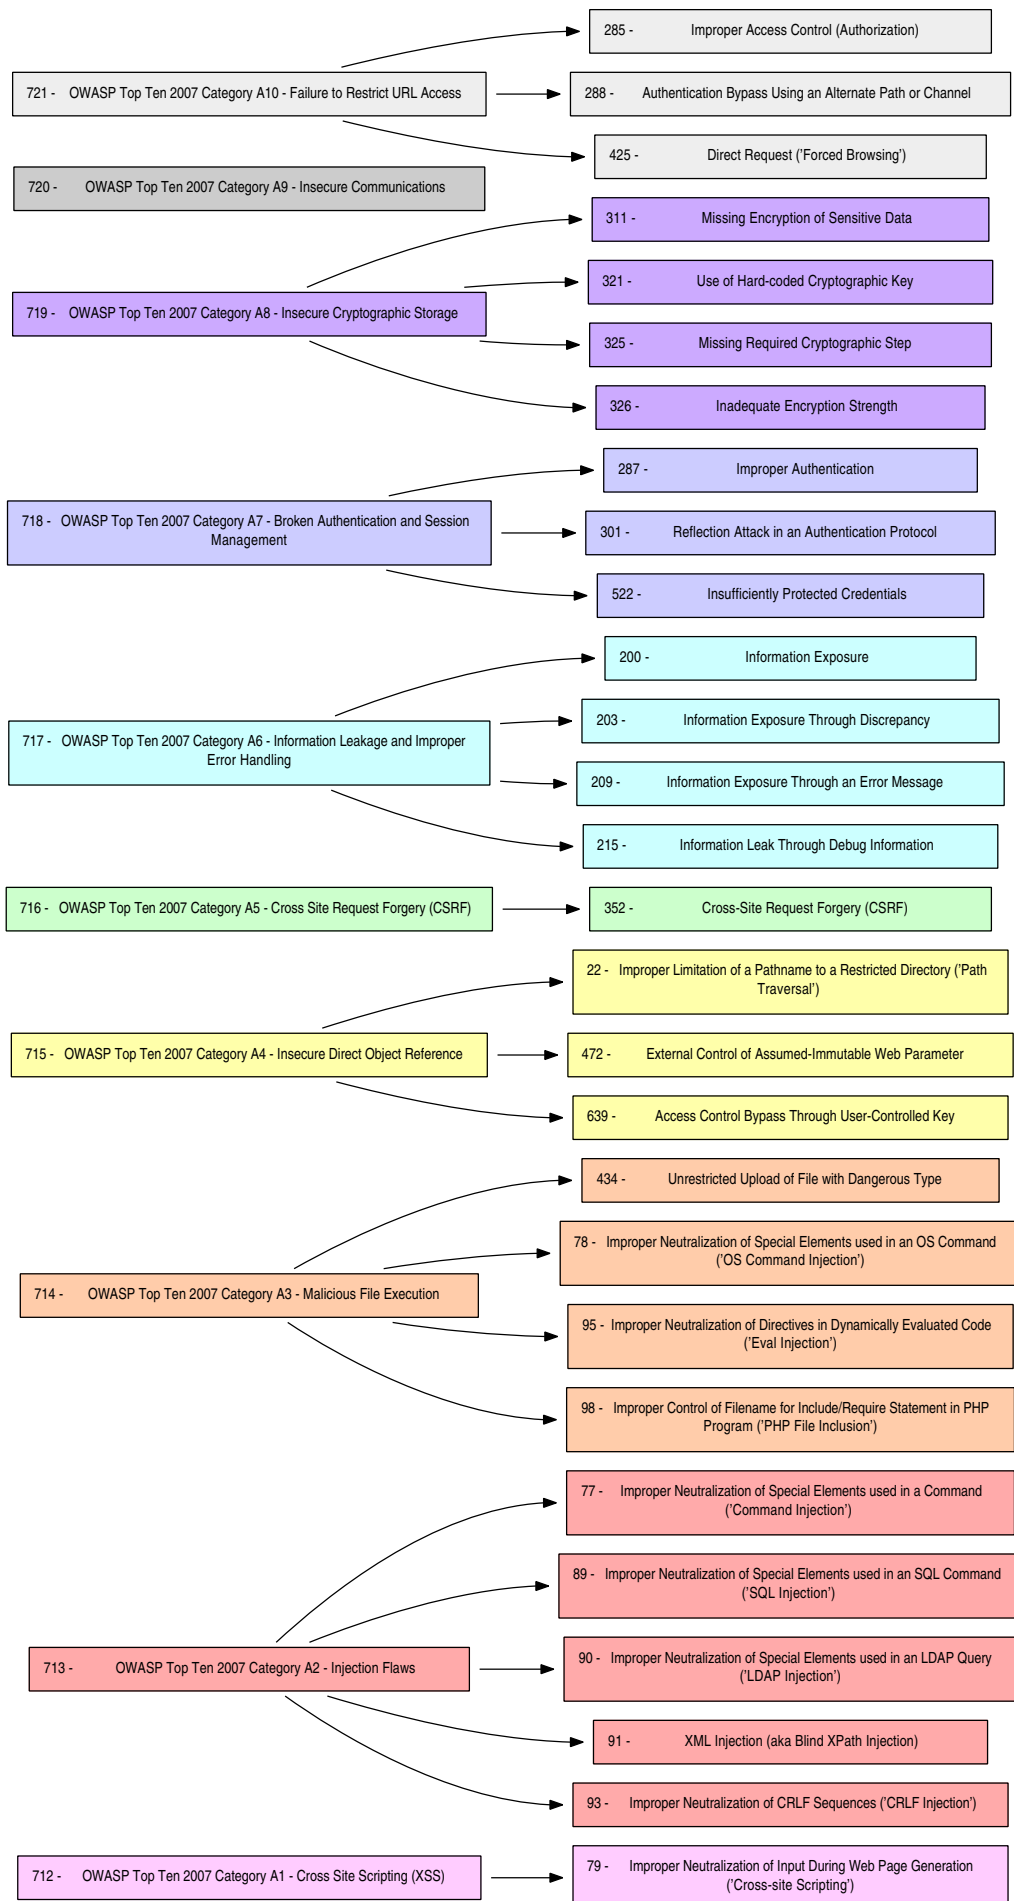 285 - Improper Access Control (Authorization)
721 - OWASP Top Ten 2007 Category A10 - Failure to Restrict URL Access
288 - Authentication Bypass Using an Alternate Path or Channel
425 - Direct Request ('Forced Browsing')
720 - OWASP Top Ten 2007 Category A9 - Insecure Communications
311 - Missing Encryption of Sensitive Data
321 - Use of Hard-coded Cryptographic Key
719 - OWASP Top Ten 2007 Category A8 - Insecure Cryptographic Storage
325 - Missing Required Cryptographic Step
326 - Inadequate Encryption Strength
287 - Improper Authentication
718 - OWASP Top Ten 2007 Category A7 - Broken Authentication and Session
Management
301 - Reflection Attack in an Authentication Protocol
522 - Insufficiently Protected Credentials
200 - Information Exposure
203 - Information Exposure Through Discrepancy
717 - OWASP Top Ten 2007 Category A6 - Information Leakage and Improper
Error Handling
209 - Information Exposure Through an Error Message
215 - Information Leak Through Debug Information
716 - OWASP Top Ten 2007 Category A5 - Cross Site Request Forgery (CSRF)
352 - Cross-Site Request Forgery (CSRF)
22 - Improper Limitation of a Pathname to a Restricted Directory ('Path
Traversal')
715 - OWASP Top Ten 2007 Category A4 - Insecure Direct Object Reference
472 - External Control of Assumed-Immutable Web Parameter
639 - Access Control Bypass Through User-Controlled Key
434 - Unrestricted Upload of File with Dangerous Type
78 - Improper Neutralization of Special Elements used in an OS Command
('OS Command Injection')
714 - OWASP Top Ten 2007 Category A3 - Malicious File Execution
95 - Improper Neutralization of Directives in Dynamically Evaluated Code
('Eval Injection')
98 - Improper Control of Filename for Include/Require Statement in PHP
Program ('PHP File Inclusion')
77 - Improper Neutralization of Special Elements used in a Command
('Command Injection')
89 - Improper Neutralization of Special Elements used in an SQL Command
('SQL Injection')
713 - OWASP Top Ten 2007 Category A2 - Injection Flaws
90 - Improper Neutralization of Special Elements used in an LDAP Query
('LDAP Injection')
91 - XML Injection (aka Blind XPath Injection)
93 - Improper Neutralization of CRLF Sequences ('CRLF Injection')
712 - OWASP Top Ten 2007 Category A1 - Cross Site Scripting (XSS)
79 - Improper Neutralization of Input During Web Page Generation
('Cross-site Scripting')